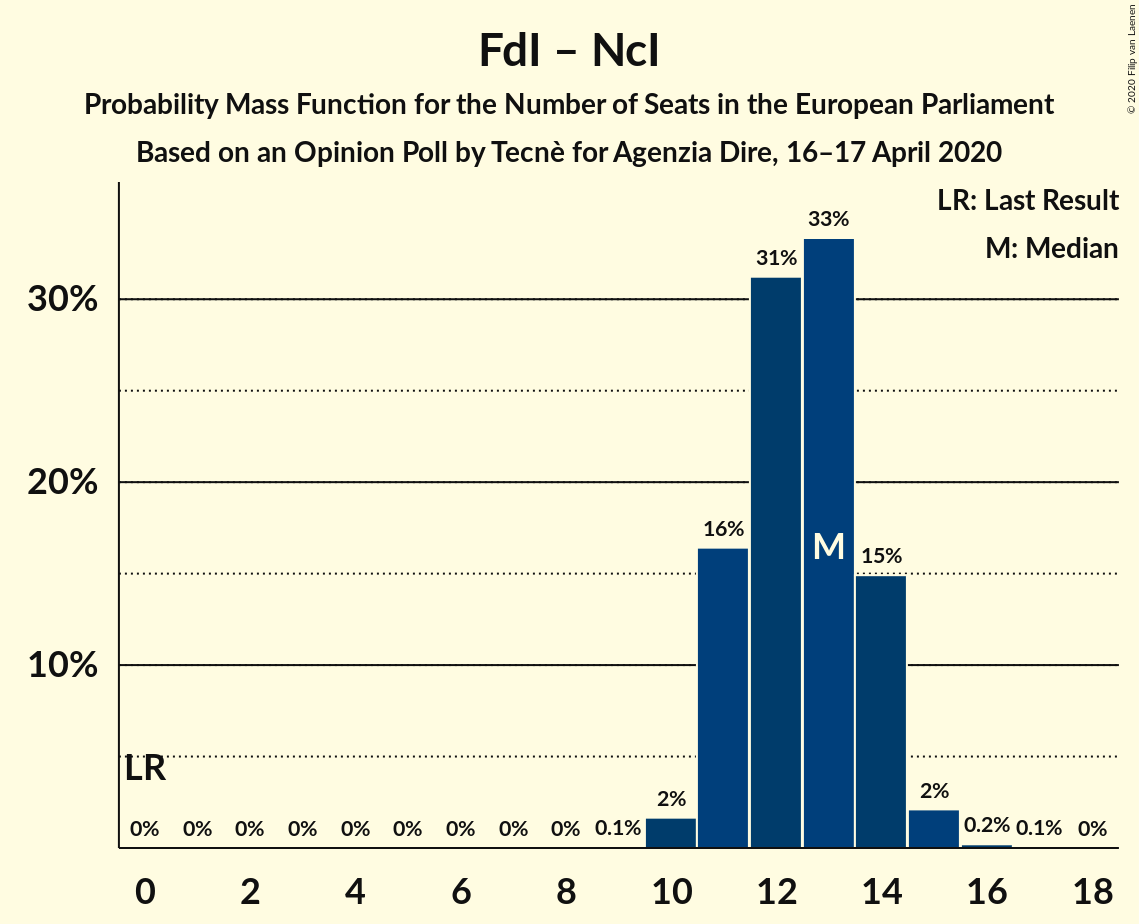 FdI – NcI
Probability Mass Function for the Number of Seats in the European Parliament
Based on an Opinion Poll by Tecnè for Agenzia Dire, 16–17 April 2020
© 2020 Filip van Laenen
LR: Last Result
M: Median
33%
31%
30%
20%
16%
M
15%
10%
LR
2%
2%
0% 0% 0% 0% 0% 0% 0% 0% 0% 0.1% 0.2% 0.1% 0%
0 2 4 6 8 10 12 14 16 18